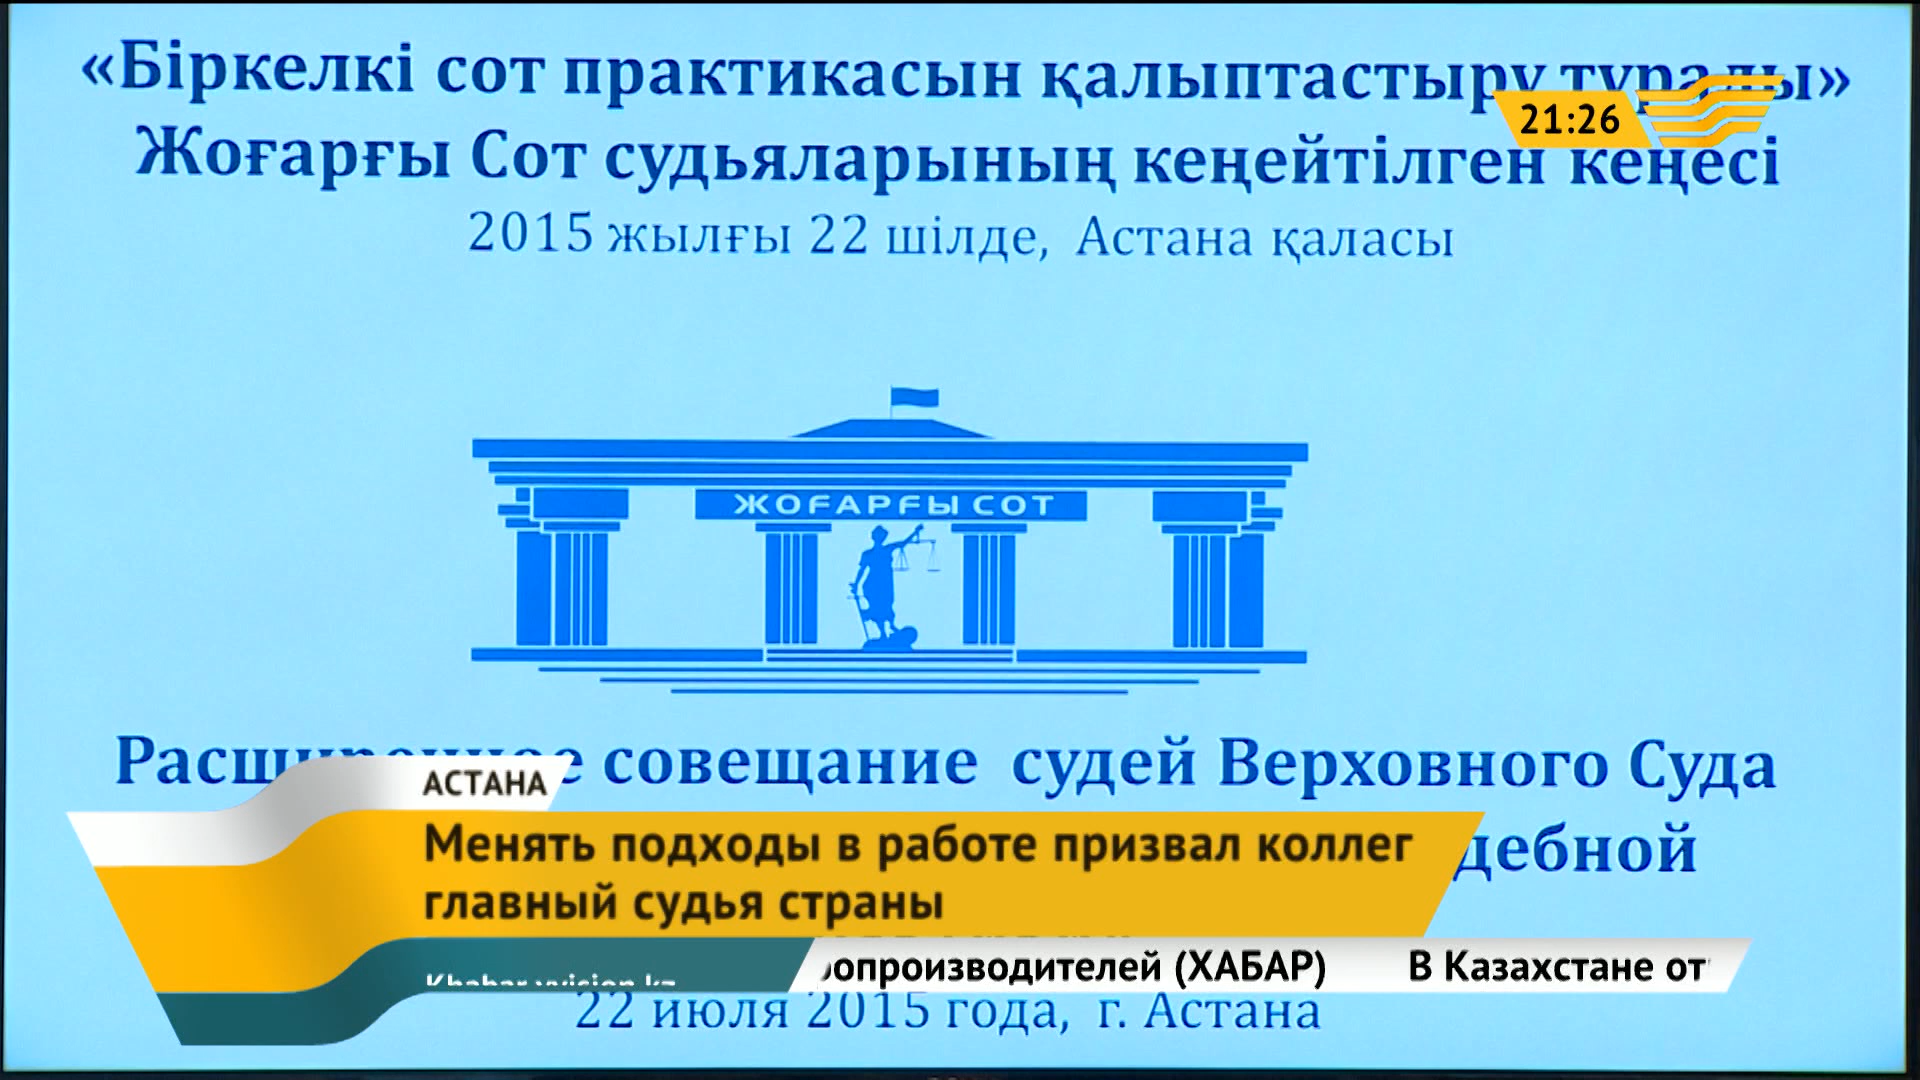 «Біркелкі сот практикасын қалыптастыру туралы»
21:26
Жоғарғы Сот судьяларының кеңейтілген кеңесі
2015 жылғы 22 шілде, Астана қаласы
ЖОҒАРҒЫ СОТ
Расширенное совещание судей Верховного Суда
АСТАНА
Менять подходы в работе призвал коллег
главный судья страны
опроизводителей (ХАБАР) В Казахстане от
22 июля 2015 года, г. Астана